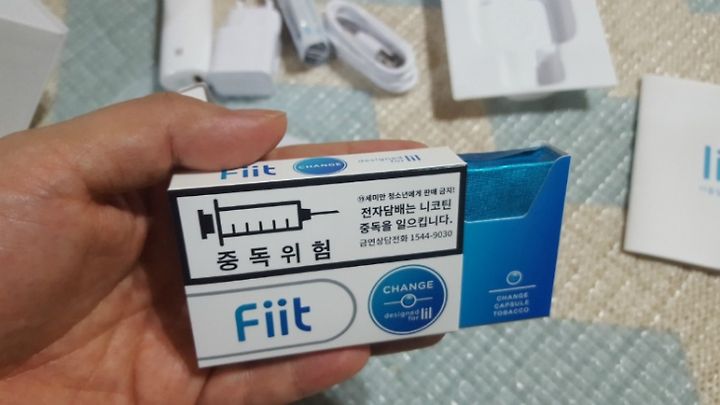 Fiit CHANGE designed for lil
⑲세미만 청소년에게 판매 금지!
전자담배는 니코틴
중독을 일으킵니다.
금연상담전화 1544-9030
중독위험
Fiit
CHANGE
designed
for lil
CHANGE
CAPSULE
TOBACCO